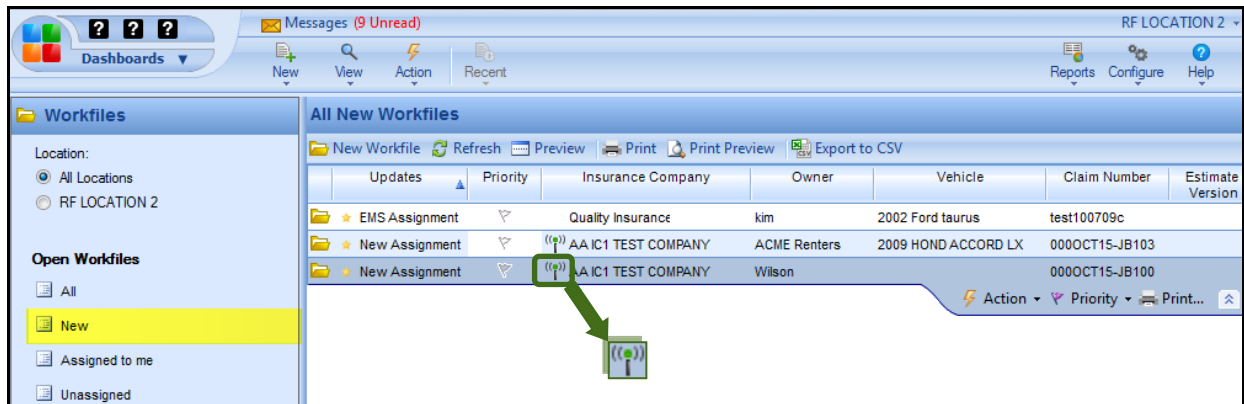 ? ? ?
Dashboards ▼
Messages (9 Unread)
RF LOCATION 2
New View Action Recent
Reports Configure Help
Workfiles
All New Workfiles
Location:
All Locations
RF LOCATION 2
Open Workfiles
All
New
Assigned to me
Unassigned
New Workfile Refresh Preview Print Print Preview Export to CSV
Updates Priority Insurance Company Owner Vehicle Claim Number Estimate Version
EMS Assignment Quality Insurance kim 2002 Ford taurus test100709c
New Assignment AA IC1 TEST COMPANY ACME Renters 2009 HOND ACCORD LX 000OCT15-JB103
New Assignment AA IC1 TEST COMPANY Wilson 000OCT15-JB100
Action Priority Print...